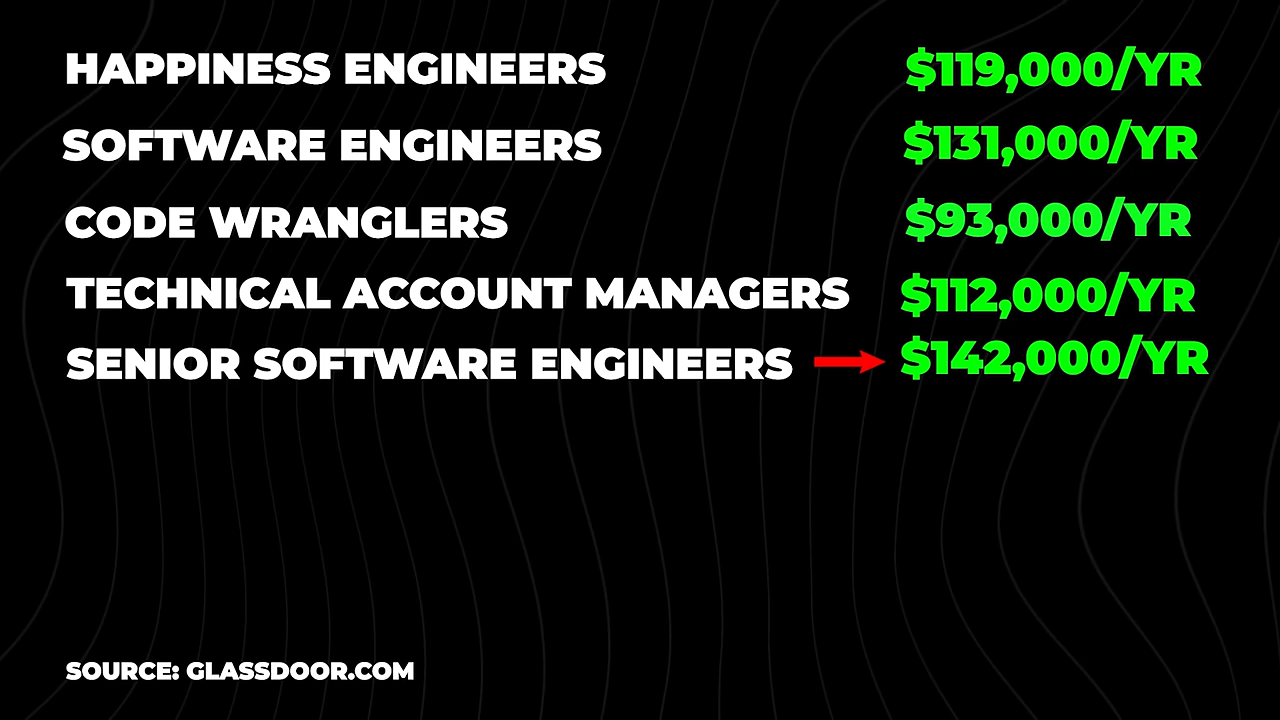 HAPPINESS ENGINEERS $119,000/YR
SOFTWARE ENGINEERS $131,000/YR
CODE WRANGLERS $93,000/YR
TECHNICAL ACCOUNT MANAGERS $112,000/YR
SENIOR SOFTWARE ENGINEERS $142,000/YR
SOURCE: GLASSDOOR.COM